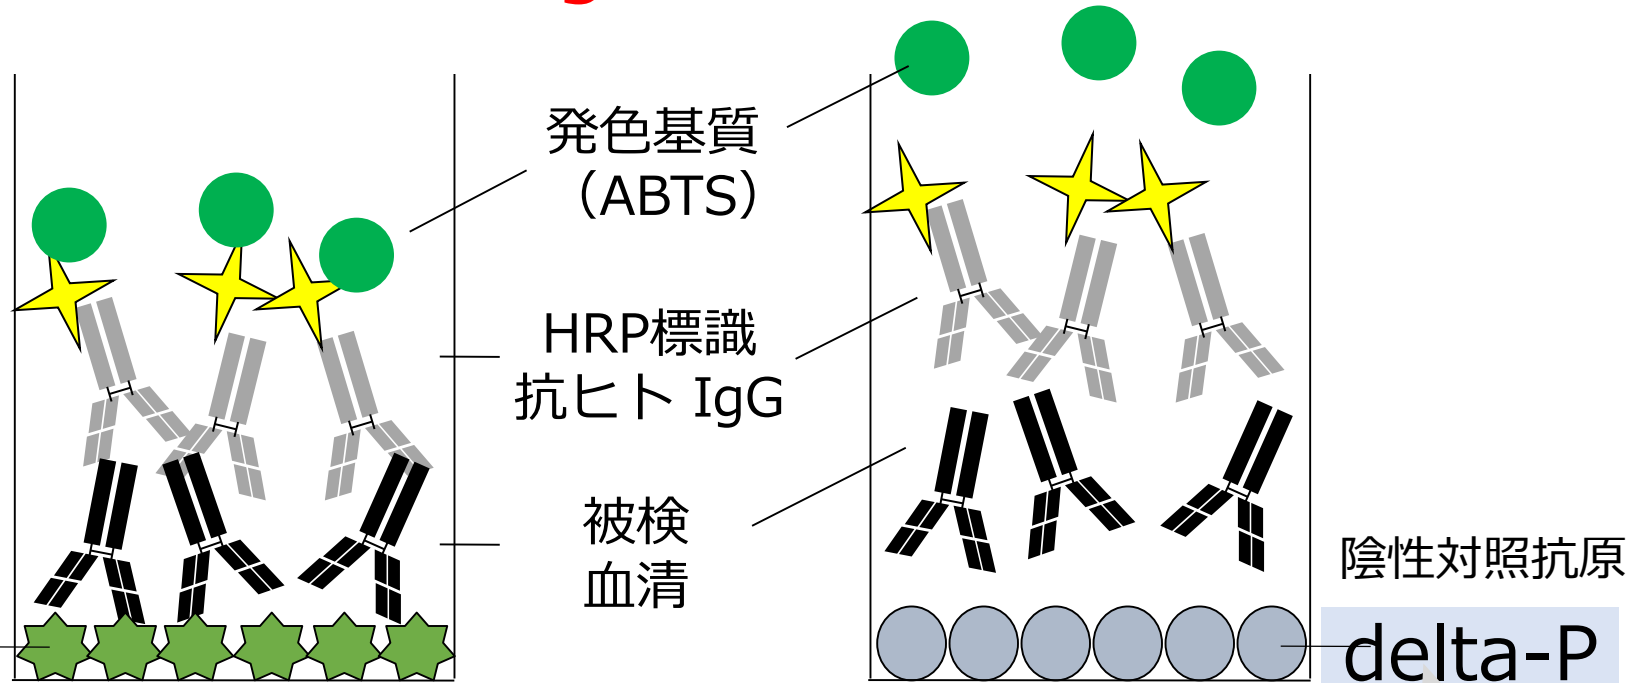 発色基質
（ABTS）
HRP標識
抗ヒト IgG
被検
血清
陰性対照抗原
delta-P